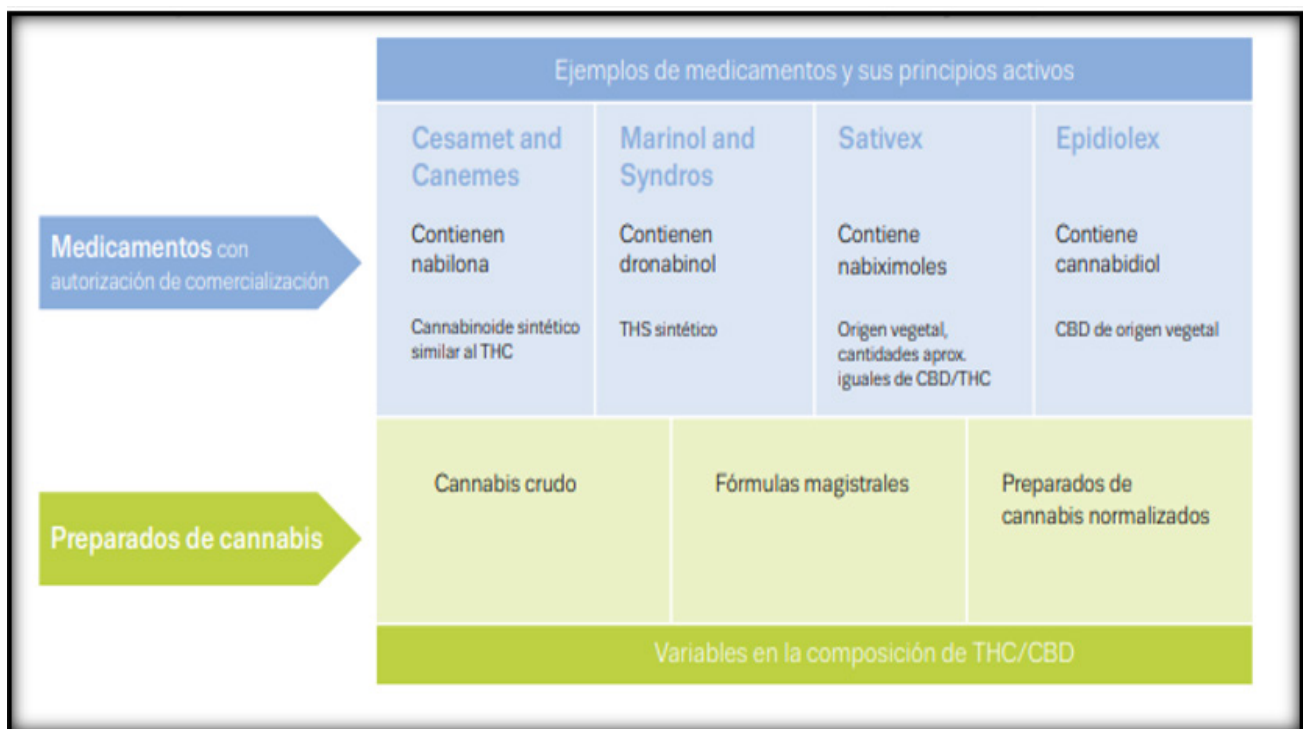 Ejemplos de medicamentos y sus principios activos
Cesamet and
Canemes
Contienen
nabilona
Cannabinoide sintético
similar al THC
Marinol and
Syndros
Contienen
dronabinol
THS sintético
Sativex
Contiene
nabiximoles
Origen vegetal,
cantidades aprox.
iguales de CBD/THC
Epidiolex
Contiene
cannabidiol
CBD de origen vegetal
Medicamentos con
autorización de comercialización
Preparados de cannabis
Cannabis crudo
Fórmulas magistrales
Preparados de
cannabis normalizados
Variables en la composición de THC/CBD